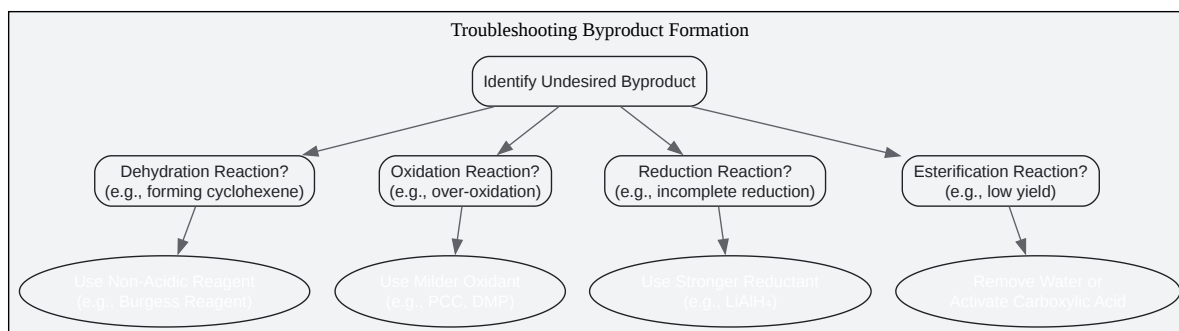 Troubleshooting Byproduct Formation
Identify Undesired Byproduct
Dehydration Reaction?
(e.g., forming cyclohexene)
Oxidation Reaction?
(e.g., over-oxidation)
Reduction Reaction?
(e.g., incomplete reduction)
Esterification Reaction?
(e.g., low yield)
Use Non-Acidic Reagent
(e.g., Burgess Reagent)
Use Milder Oxidant
(e.g., PCC, DMP)
Use Stronger Reductant
(e.g., LiAlH₄)
Remove Water or
Activate Carboxylic Acid